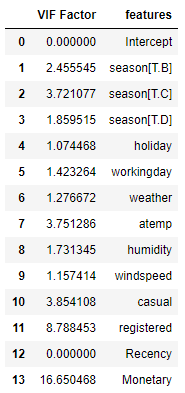 VIF Factor features
0 0.000000 Intercept
1 2.455545 season[T.B]
2 3.721077 season[T.C]
3 1.859515 season[T.D]
4 1.074468 holiday
5 1.423264 workingday
6 1.276672 weather
7 3.751286 atemp
8 1.731345 humidity
9 1.157414 windspeed
10 3.854108 casual
11 8.788453 registered
12 0.000000 Recency
13 16.650468 Monetary